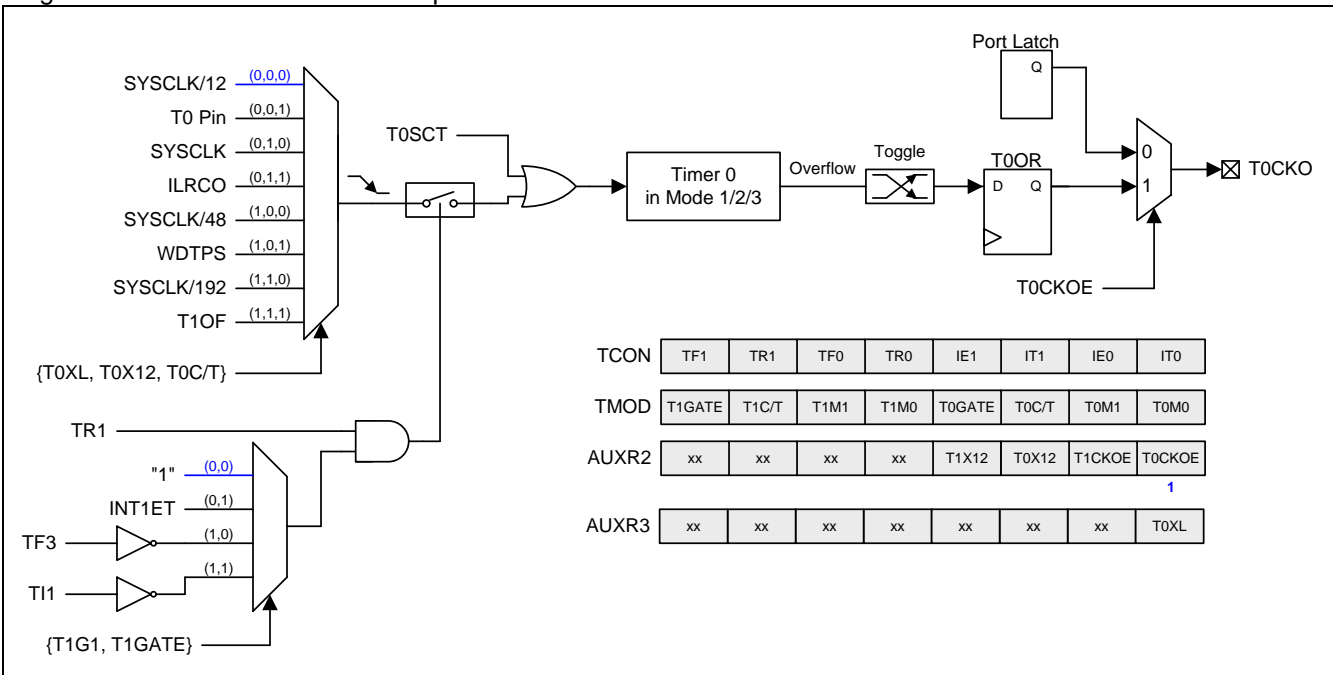 Port Latch
Q
SYSCLK/12 (0,0,0)
T0 Pin (0,0,1)
SYSCLK (0,1,0)
ILRCO (0,1,1)
SYSCLK/48 (1,0,0)
WDTPS (1,0,1)
SYSCLK/192 (1,1,0)
T1OF (1,1,1)
{T0XL, T0X12, T0C/T}
T0SCT
Timer 0
in Mode 1/2/3
Overflow
Toggle
T0OR
D Q
0
1
T0CKO
T0CKOE
TR1
"1" (0,0)
INT1ET (0,1)
TF3 (1,0)
TI1 (1,1)
{T1G1, T1GATE}
TCON TF1 TR1 TF0 TR0 IE1 IT1 IE0 IT0
TMOD T1GATE T1C/T T1M1 T1M0 T0GATE T0C/T T0M1 T0M0
AUXR2 xx xx xx xx T1X12 T0X12 T1CKOE T0CKOE
1
AUXR3 xx xx xx xx xx xx xx T0XL